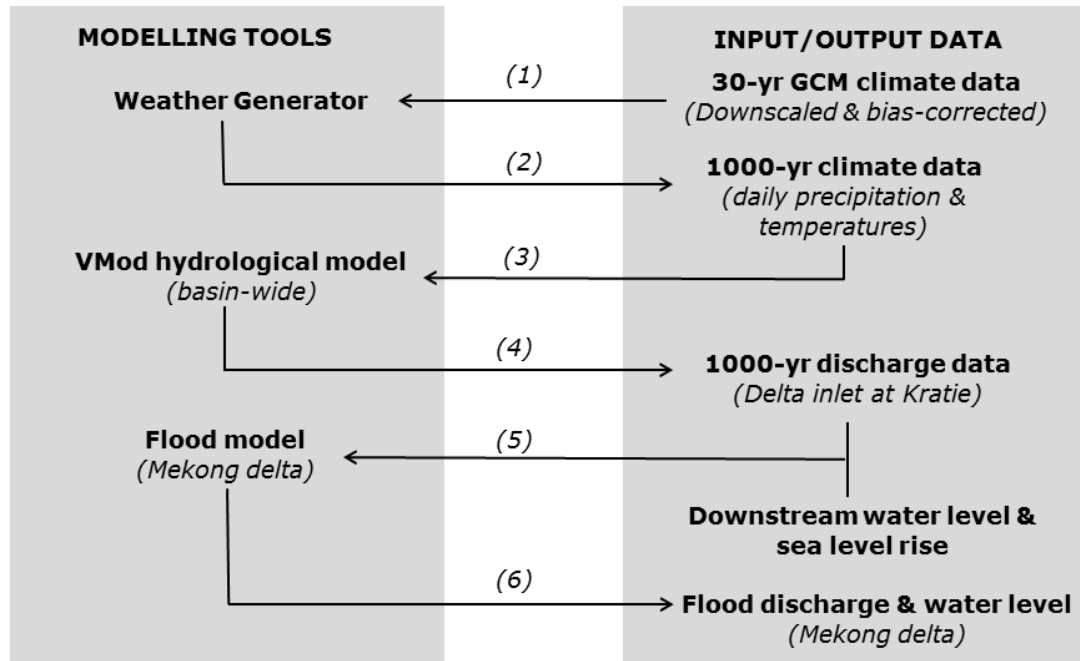 MODELLING TOOLS
INPUT/OUTPUT DATA
(1)
30-yr GCM climate data
Weather Generator
(Downscaled & bias-corrected)
(2)
1000-yr climate data
(daily precipitation &
temperatures)
VMod hydrological model
(3)
(basin-wide)
(4)
1000-yr discharge data
(Delta inlet at Kratie)
Flood model
(5)
(Mekong delta)
Downstream water level &
sea level rise
(6)
Flood discharge & water level
(Mekong delta)